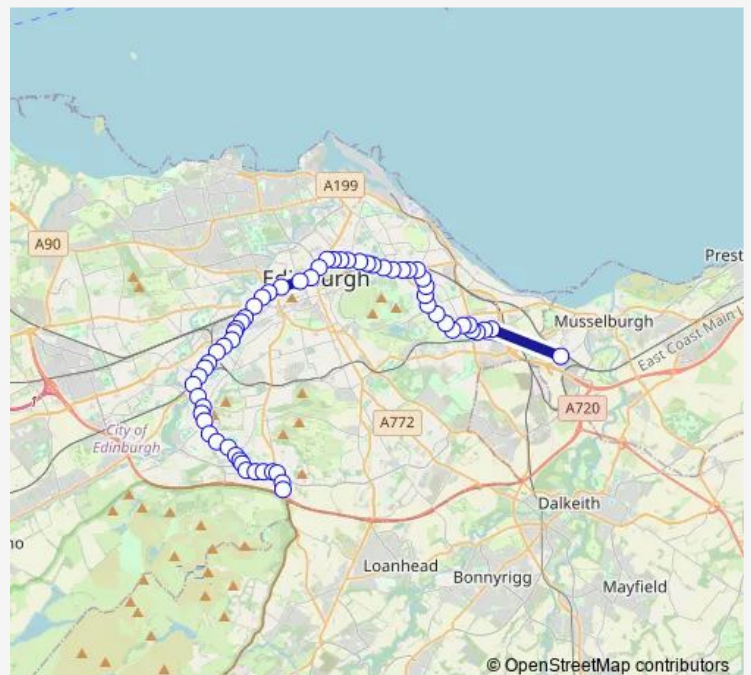 A199
A90
Edinburgh
Prest
Musselburgh
East Coast Main L
A720
A772
City of
Edinburgh
Dalkeith
no
Loanhead
Bonnyrigg
Mayfield
© OpenStreetMap contributors